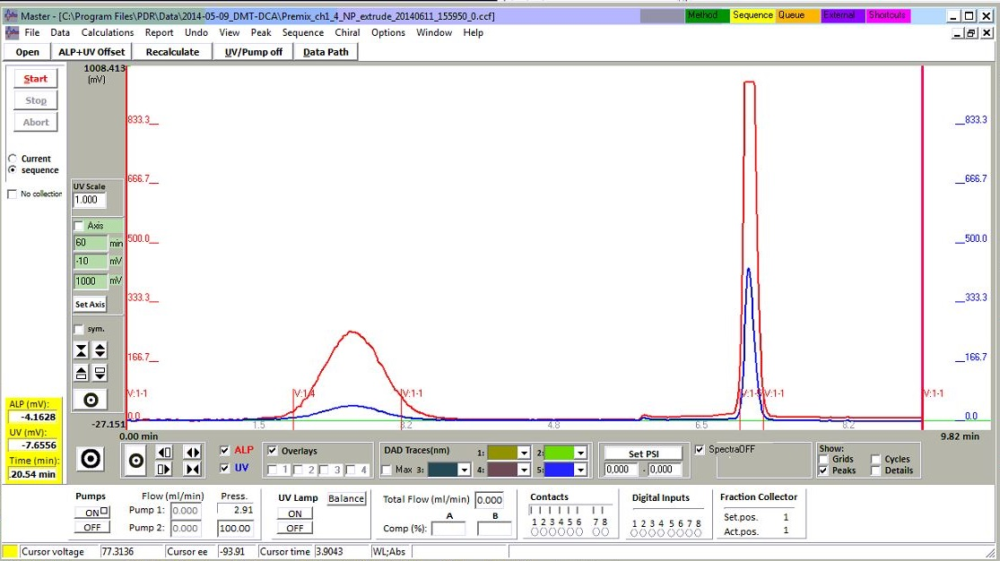 Master - [C:\Program Files\PDR\Data\2014-05-09_DMT-DCA\Premix_ch1_4_NP_extrude_20140611_155950_0.ccf]
Method Sequence Queue External Shortcuts
File Data Calculations Report Undo View Peak Sequence Chiral Options Window Help
Open ALP+UV Offset Recalculate UV/Pump off Data Path
Start
Stop
Abort
Current
sequence
No collection
UV Scale
1.000
Axis
60 min
-10 mV
1000 mV
Set Axis
sym.
ALP (mV):
-4.1628
UV (mV):
-7.6556
Time (min):
20.54 min
1008.413
(mV)
833.3 833.3
666.7 666.7
500.0 500.0
333.3 333.3
166.7 166.7
V:1-1 V:1-4 V:1-1 V:1-1 V:1-1
0.0 0.0
-27.151 1.5 3.2 4.8 6.5 8.2
0.00 min 9.82 min
ALP Overlays DAD Traces(nm) 1: 2: Set PSI SpectraOFF Show:
Grids Cycles
UV 1 2 3 4 Max 3: 4: 5: 0,000 - 0,000 Peaks Details
Pumps Flow (ml/min) Press. UV Lamp Balance Total Flow (ml/min) 0.000 Contacts Digital Inputs Fraction Collector
ON Pump 1: 0.000 2.91 ON A B Set.pos. 1
OFF Pump 2: 0.000 100.00 OFF Comp (%): 1 2 3 4 5 6 7 8 1 2 3 4 5 6 7 8 Act.pos. 1
Cursor voltage 77.3136 Cursor ee -93.91 Cursor time 3.9043 WL;Abs